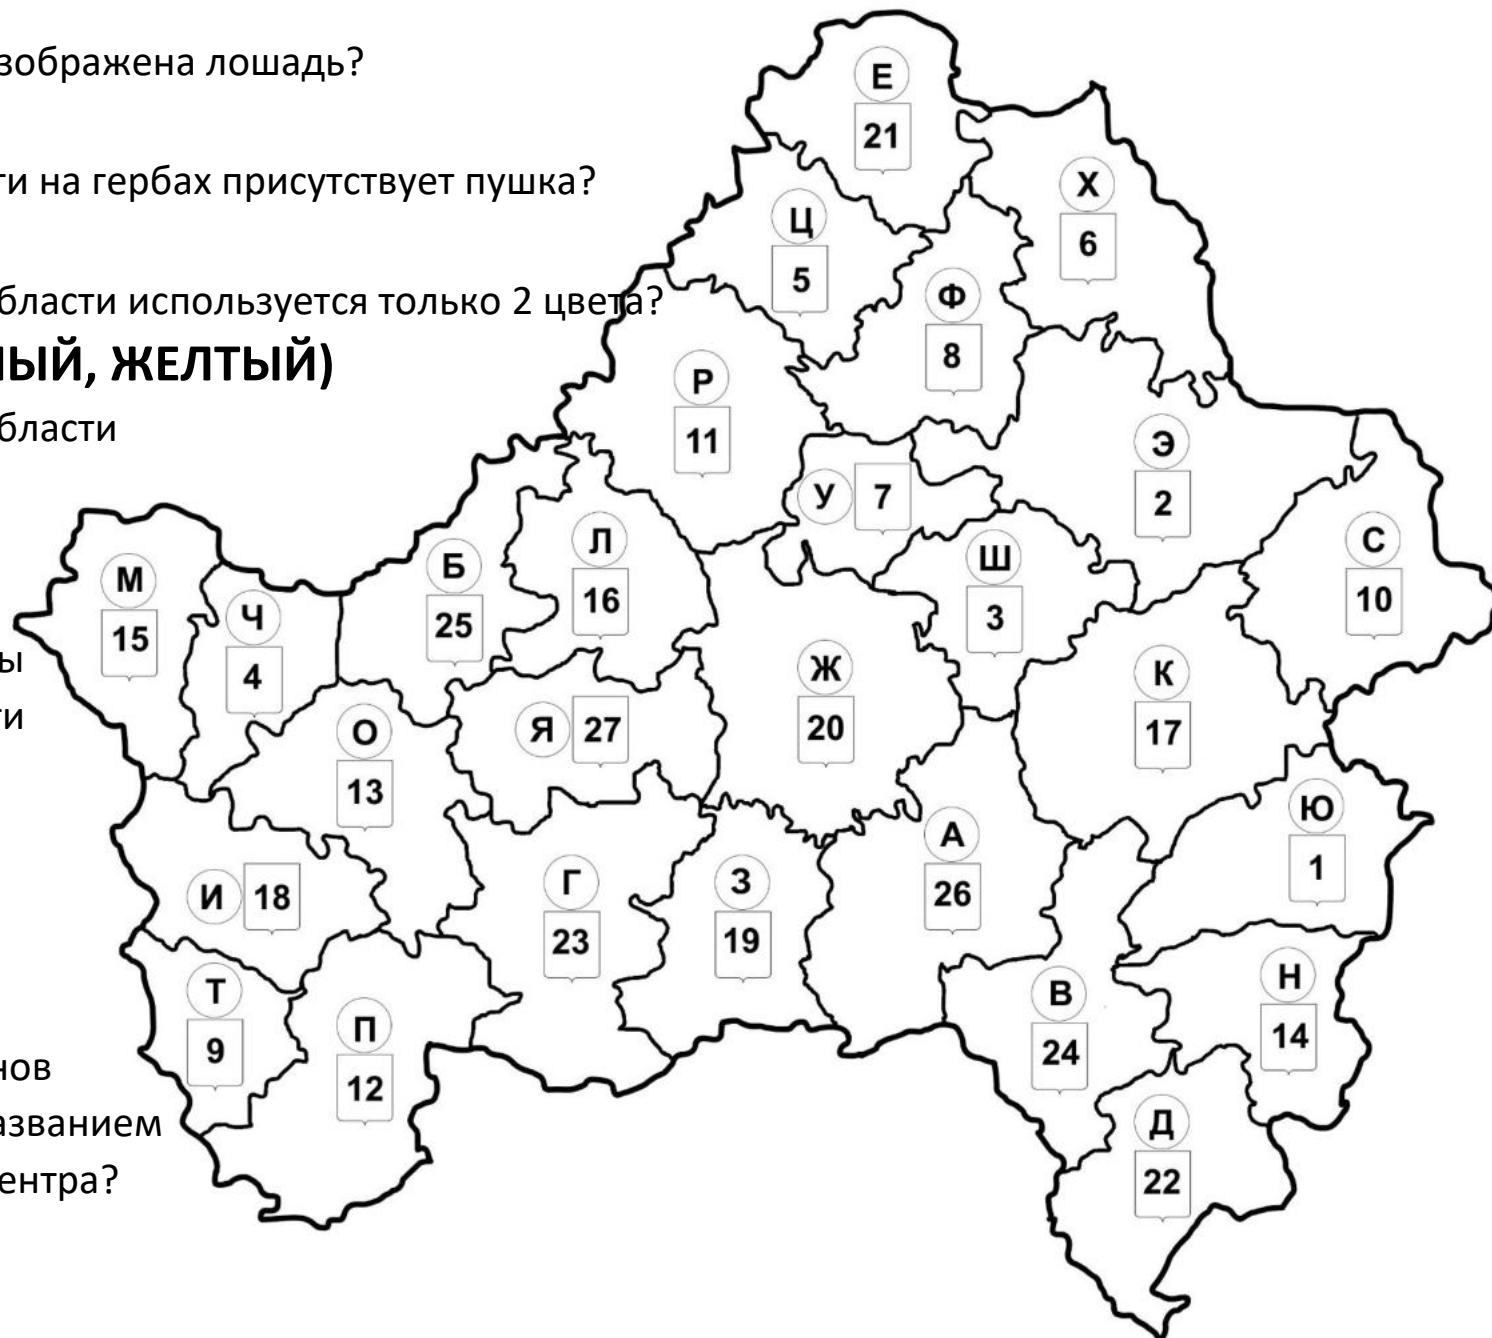 зображена лошадь?
ти на гербах присутствует пушка?
бласти используется только 2 цвета?
ЫЙ, ЖЕЛТЫЙ)
бласти
ы
ти
нов
азванием
ентра?
Е
21
Х
6
Ц
5
Ф
8
Р
11
Э
2
У 7
Л
16
Ш
3
С
10
М
15
Ч
4
Б
25
Ж
20
К
17
О
13
Я 27
Ю
1
А
26
Г
23
З
19
И 18
Н
14
Т
9
В
24
П
12
Д
22